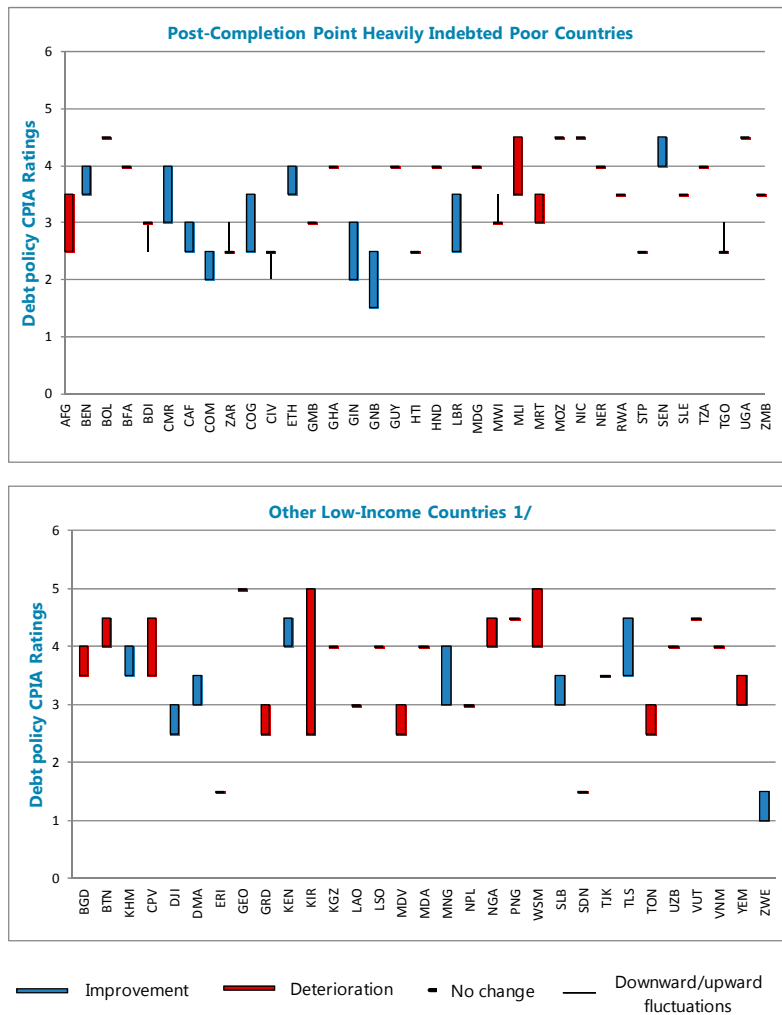 Post-Completion Point Heavily Indebted Poor Countries
Debt policy CPIA Ratings
6
5
4
3
2
1
0
AFG
BEN
BOL
BFA
BDI
CMR
CAF
COM
ZAR
COG
CIV
ETH
GMB
GHA
GIN
GNB
GUY
HTI
HND
LBR
MDG
MWI
MLI
MRT
MOZ
NIC
NER
RWA
STP
SEN
SLE
TZA
TGO
UGA
ZMB
Other Low-Income Countries 1/
Debt policy CPIA Ratings
6
5
4
3
2
1
0
BGD
BTN
KHM
CPV
DJI
DMA
ERI
GEO
GRD
KEN
KIR
KGZ
LAO
LSO
MDV
MDA
MNG
NPL
NGA
PNG
WSM
SLB
SDN
TJK
TLS
TON
UZB
VUT
VNM
YEM
ZWE
Improvement
Deterioration
No change
Downward/upward
fluctuations